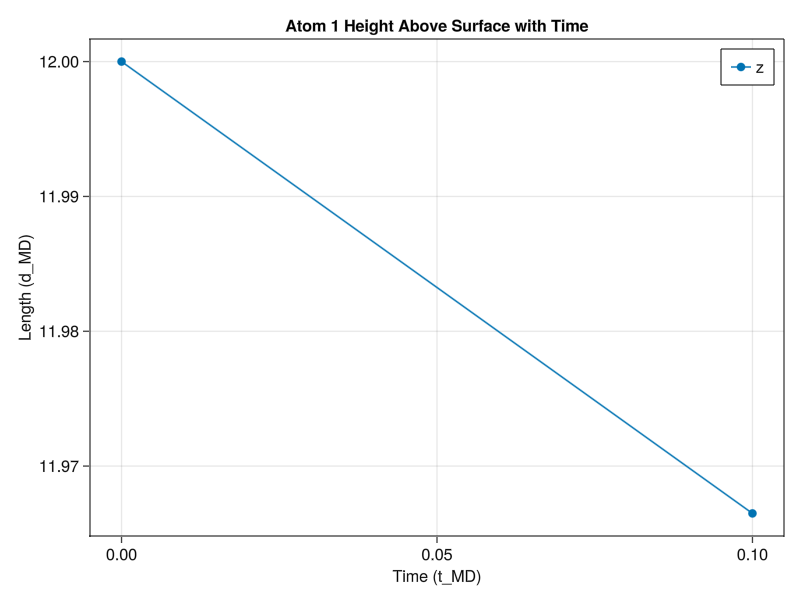 Atom 1 Height Above Surface with Time
z
12.00
11.99
11.98
11.97
Length (d_MD)
0.00
0.05
0.10
Time (t_MD)